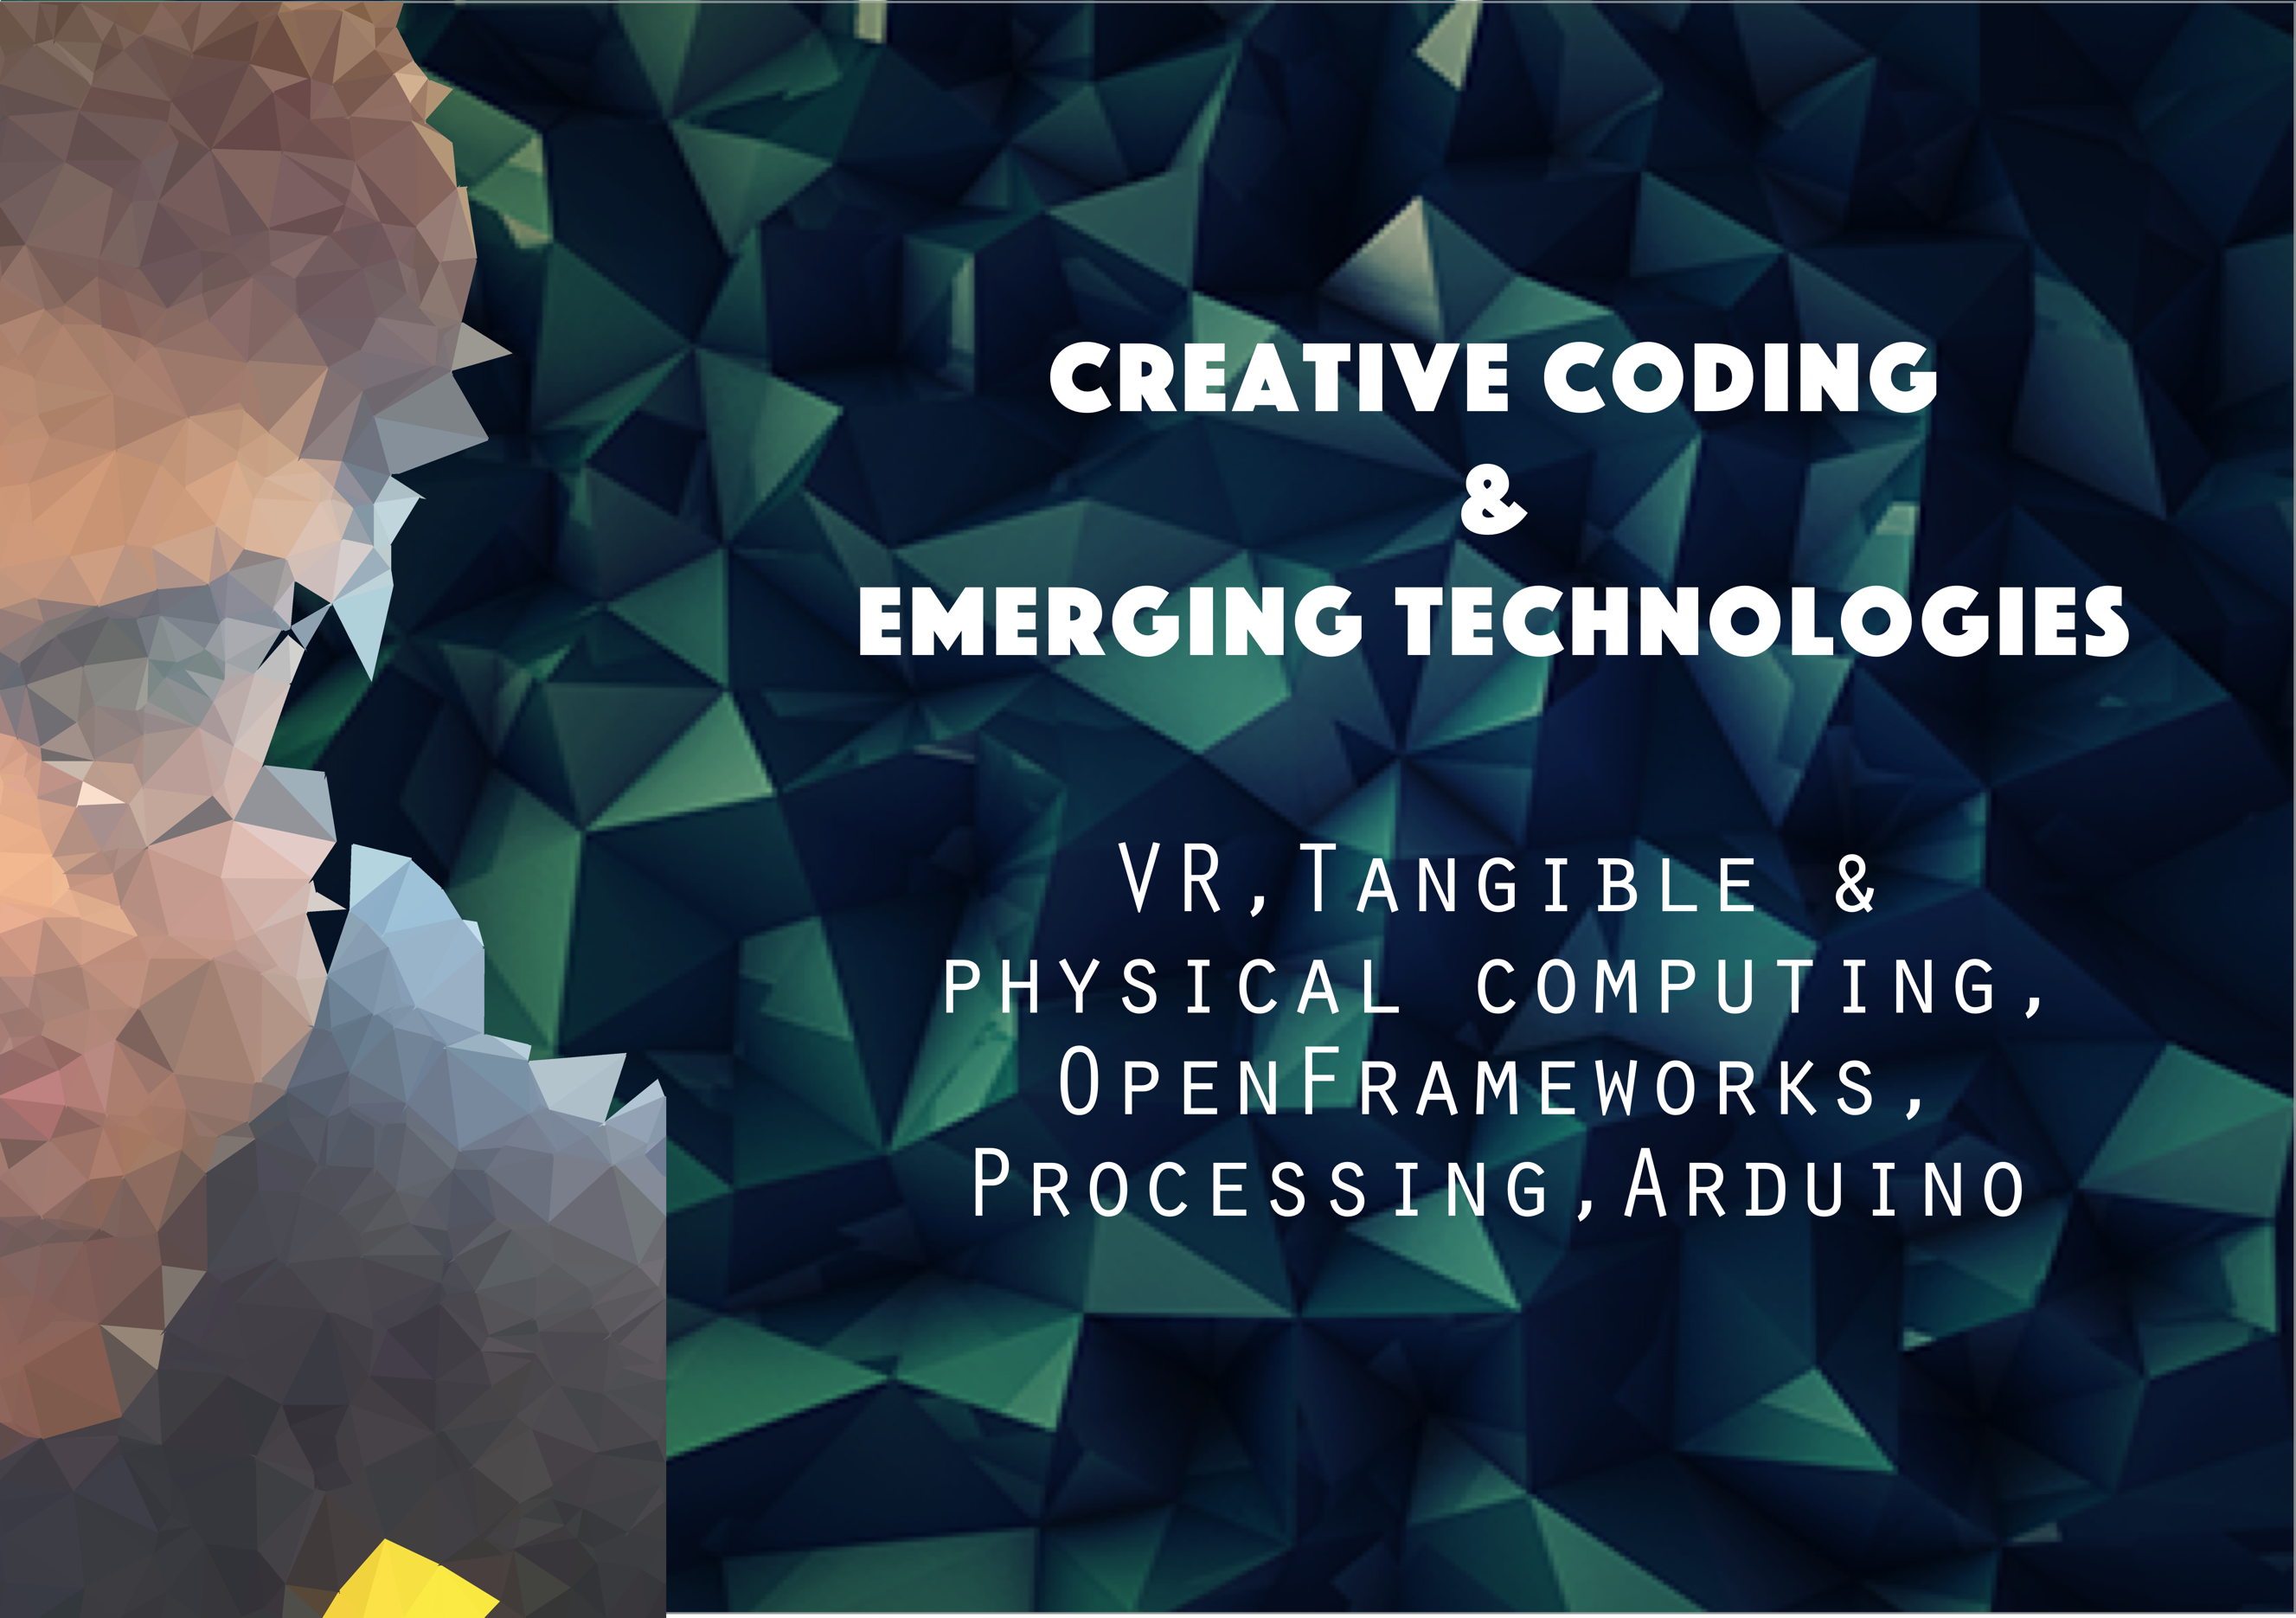 CREATIVE CODING
&
EMERGING TECHNOLOGIES
VR,Tangible &
physical computing,
OpenFrameworks,
Processing,Arduino